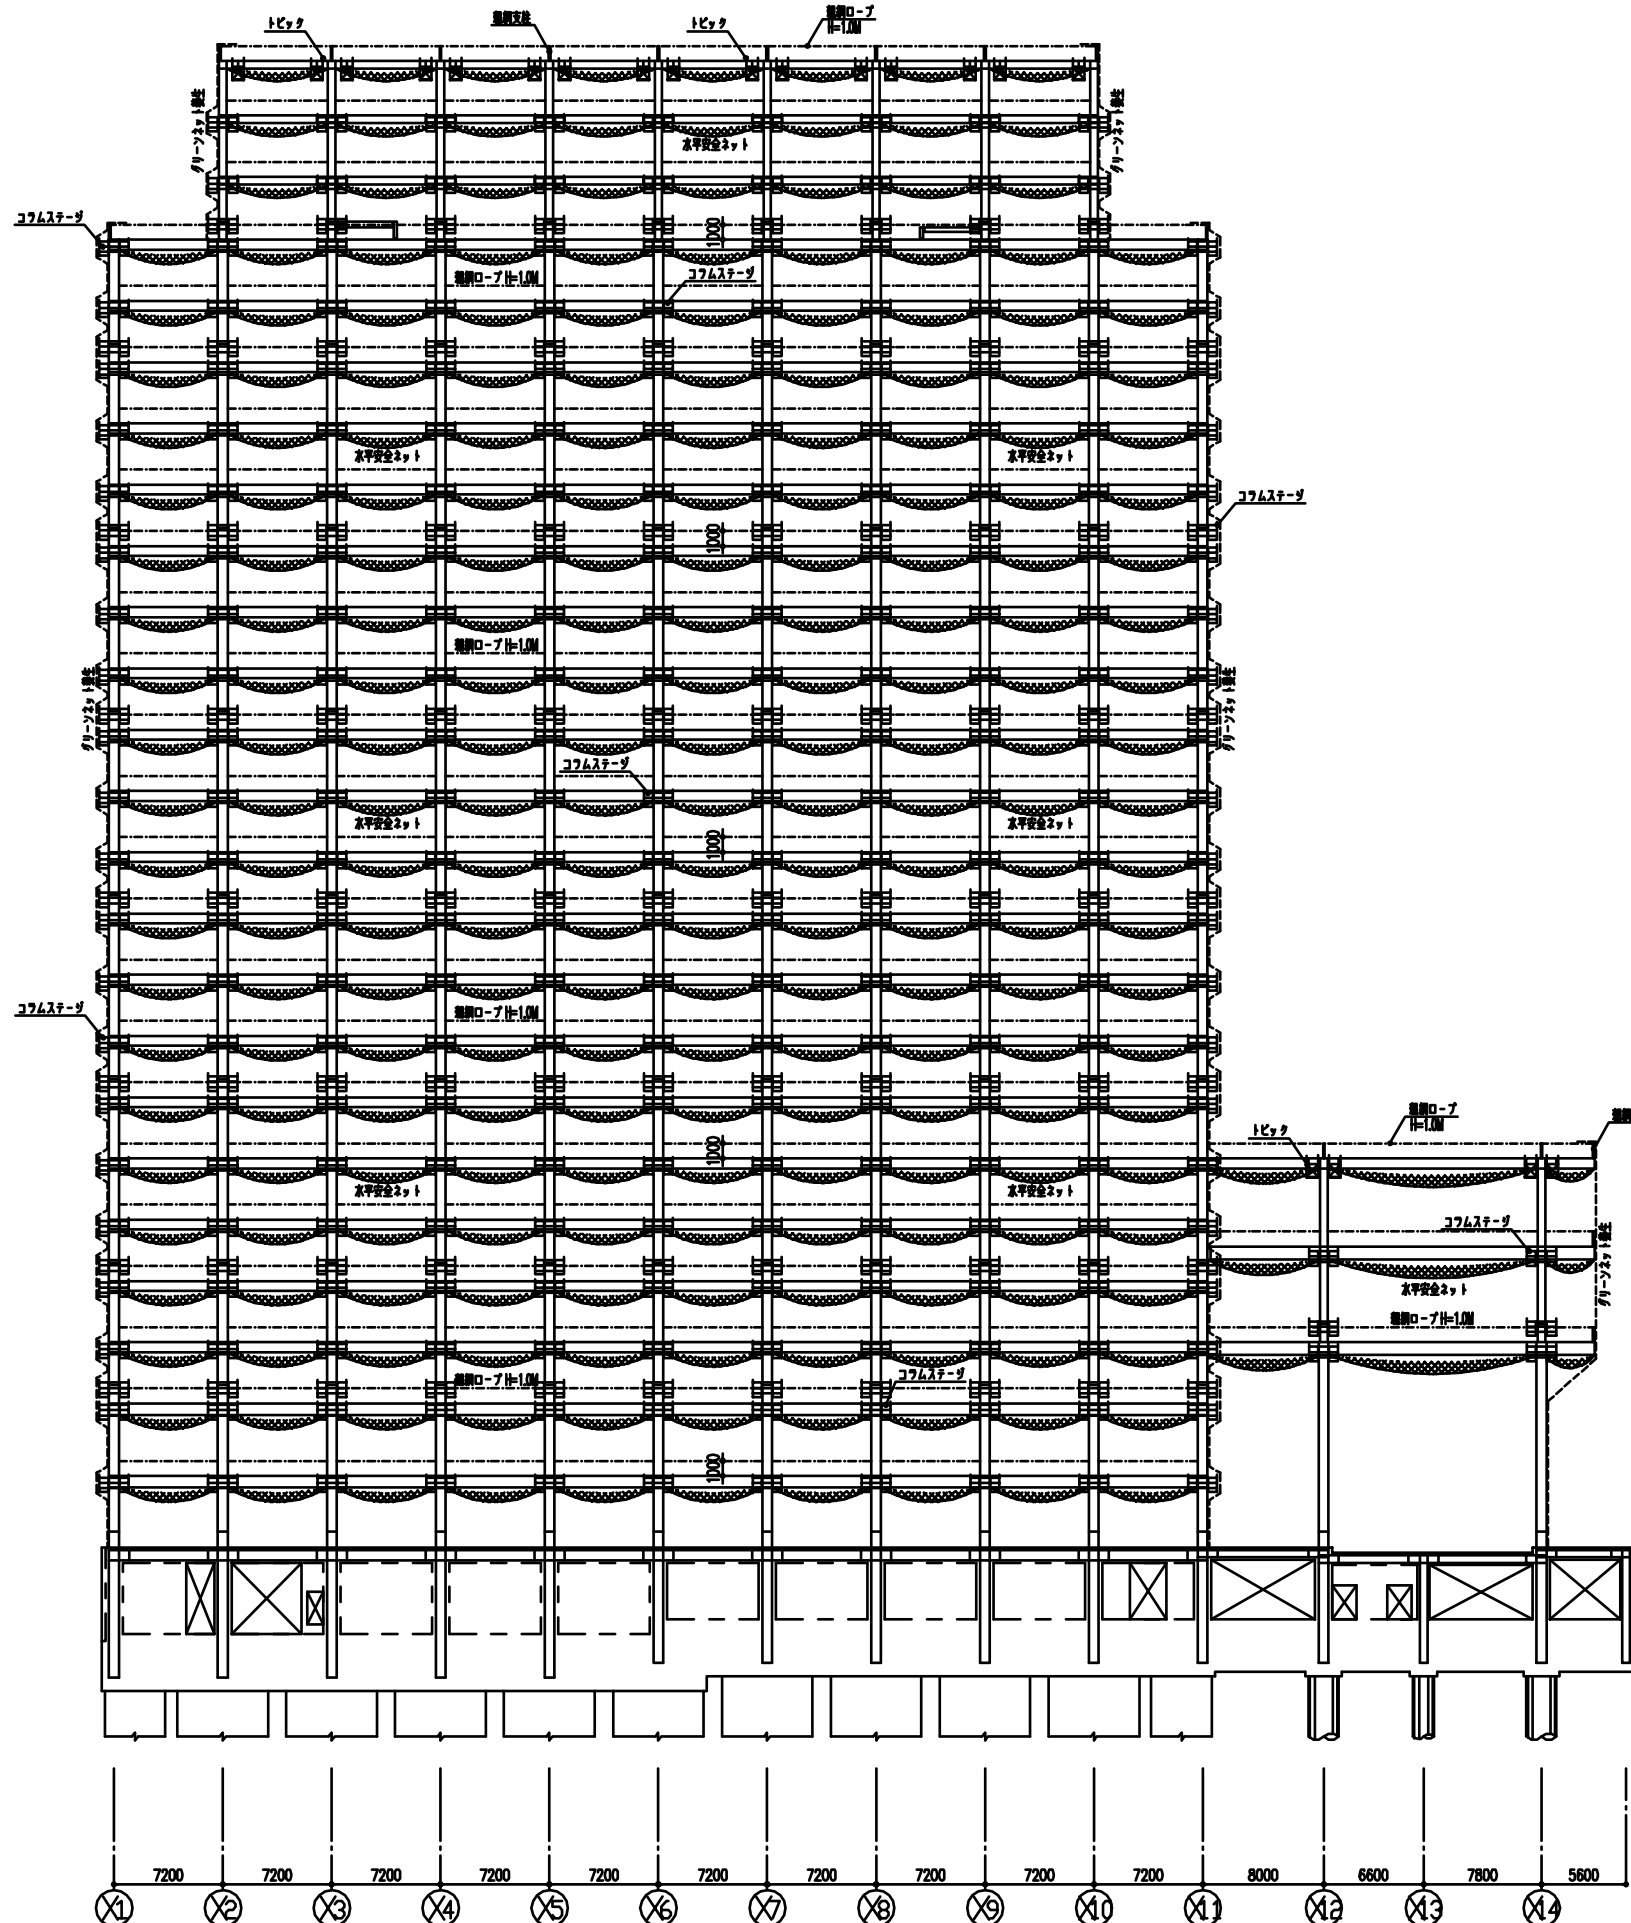 トピック
親綱支柱
トピック
親綱ロープ
H=1.0M
グリーンネット養生
グリーンネット養生
水平安全ネット
コラムステージ
1000
親綱ロープ H=1.0M
コラムステージ
水平安全ネット
水平安全ネット
コラムステージ
1000
親綱ロープ H=1.0M
グリーンネット養生
グリーンネット養生
コラムステージ
水平安全ネット
1000
水平安全ネット
コラムステージ
親綱ロープ H=1.0M
親綱ロープ
H=1.0M
親綱
トピック
1000
水平安全ネット
水平安全ネット
コラムステージ
グリーンネット養生
水平安全ネット
親綱ロープ H=1.0M
親綱ロープ H=1.0M
コラムステージ
1000
7200 7200 7200 7200 7200 7200 7200 7200 7200 7200 8000 6600 7800 5600
X1 X2 X3 X4 X5 X6 X7 X8 X9 X10 X11 X12 X13 X14